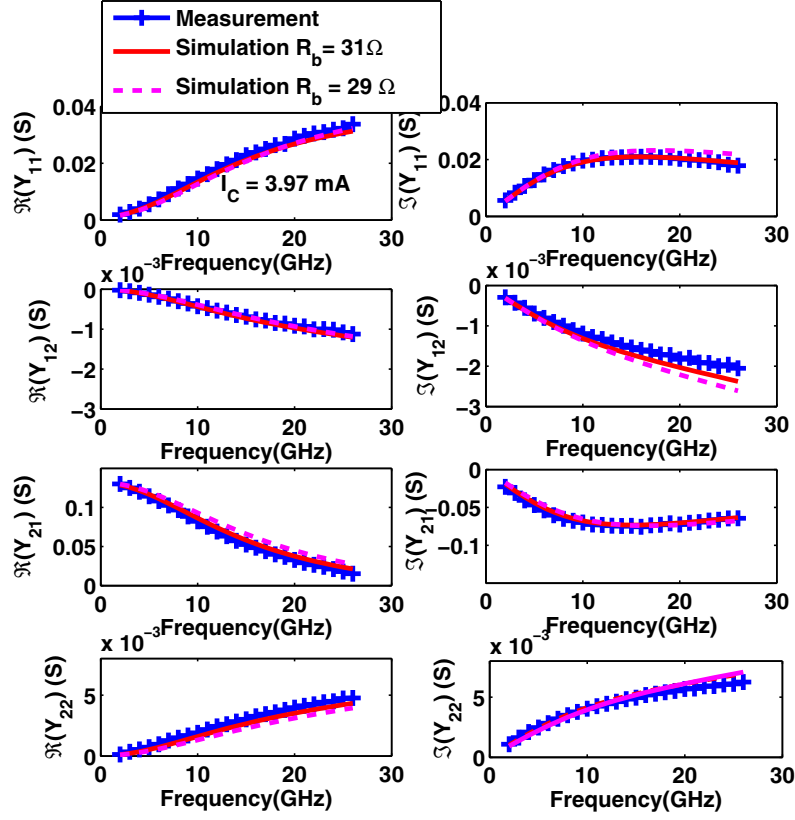 Measurement
Simulation R_b = 31Ω
Simulation R_b = 29 Ω
0.04
0.02
0
ℜ(Y_11) (S)
I_C = 3.97 mA
0 10 20 30
Frequency(GHz)
0.04
0.02
0
ℑ(Y_11) (S)
0 10 20 30
Frequency(GHz)
x 10^−3
0
−1
−2
−3
ℜ(Y_12) (S)
0 10 20 30
Frequency(GHz)
x 10^−3
0
−1
−2
−3
ℑ(Y_12) (S)
0 10 20 30
Frequency(GHz)
0.1
0.05
0
ℜ(Y_21) (S)
0 10 20 30
Frequency(GHz)
0
−0.05
−0.1
ℑ(Y_21) (S)
0 10 20 30
Frequency(GHz)
x 10^−3
5
0
ℜ(Y_22) (S)
0 10 20 30
Frequency(GHz)
x 10^−3
5
0
ℑ(Y_22) (S)
0 10 20 30
Frequency(GHz)